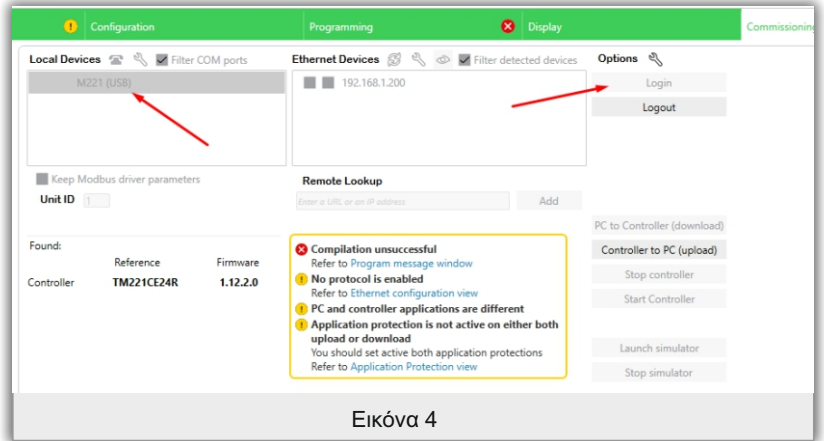 Configuration
Programming
Display
Commissioning
Local Devices
Filter COM ports
M221 (USB)
Keep Modbus driver parameters
Unit ID 1
Ethernet Devices
Filter detected devices
192.168.1.200
Remote Lookup
Enter a URL or an IP address
Add
Options
Login
Logout
PC to Controller (download)
Controller to PC (upload)
Stop controller
Start Controller
Launch simulator
Stop simulator
Found:
Reference Firmware
Controller TM221CE24R 1.12.2.0
Compilation unsuccessful
Refer to Program message window
No protocol is enabled
Refer to Ethernet configuration view
PC and controller applications are different
Application protection is not active on either both
upload or download
You should set active both application protections
Refer to Application Protection view
Εικόνα 4